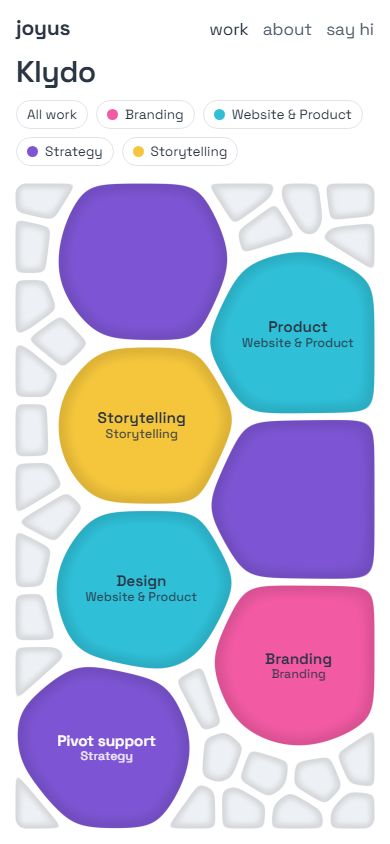 joyus
work about say hi
Klydo
All work Branding Website & Product
Strategy Storytelling
Product
Website & Product
Storytelling
Storytelling
Design
Website & Product
Branding
Branding
Pivot support
Strategy